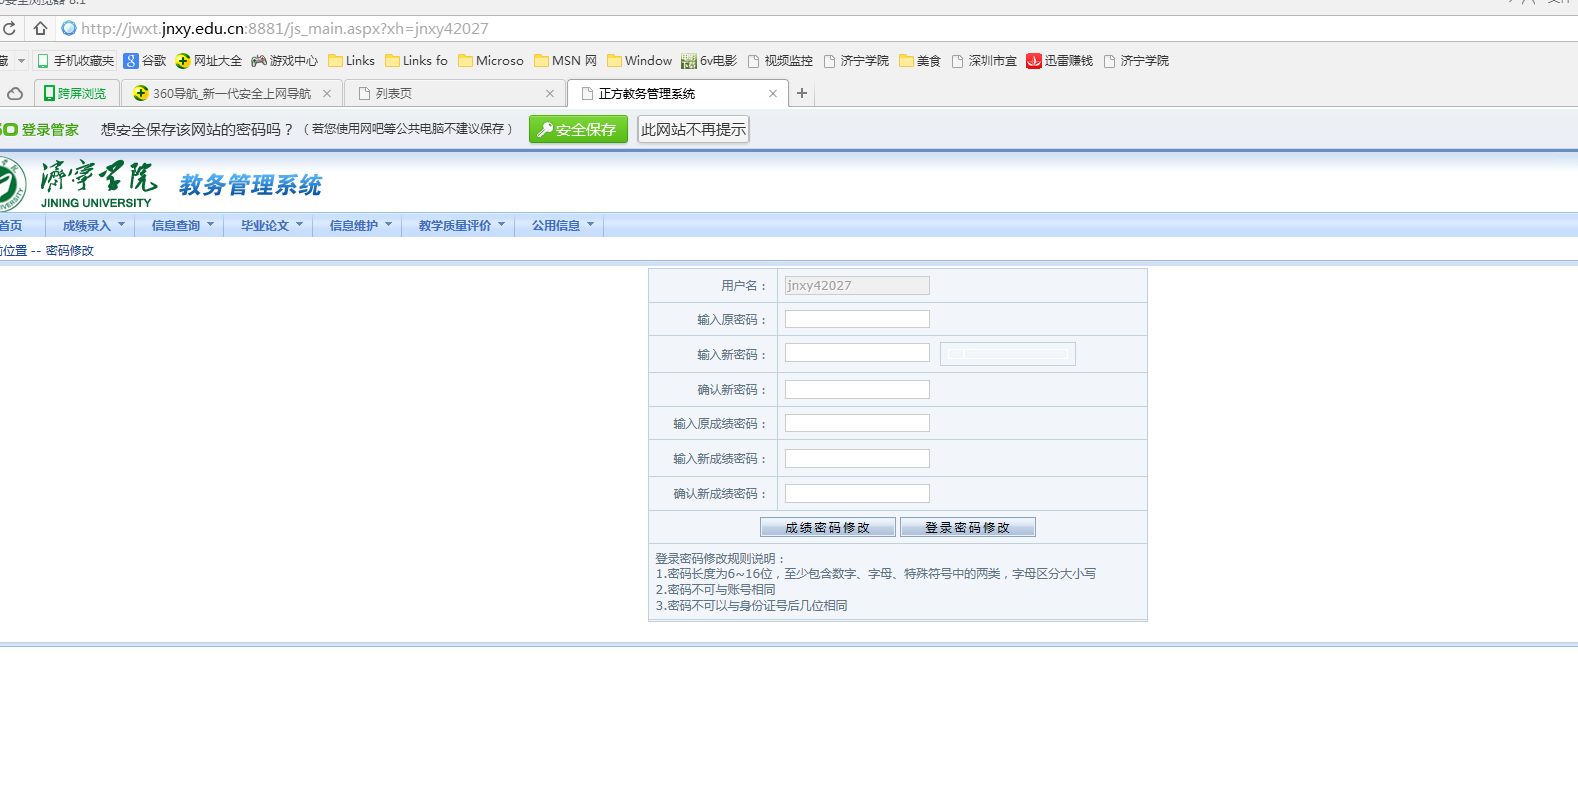 http://jwxt.jnxy.edu.cn:8881/js_main.aspx?xh=jnxy42027
藏 手机收藏夹 谷歌 网址大全 游戏中心 Links Links fo Microso MSN 网 Window 6v电影 视频监控 济宁学院 美食 深圳市宜 迅雷赚钱 济宁学院
跨屏浏览 360导航_新一代安全上网导航 列表页 正方教务管理系统
登录管家 想安全保存该网站的密码吗？（若您使用网吧等公共电脑不建议保存） 安全保存 此网站不再提示
濟寧学院 教务管理系统
JINING UNIVERSITY
首页 成绩录入 信息查询 毕业论文 信息维护 教学质量评价 公用信息
前位置 -- 密码修改
用户名： jnxy42027
输入原密码：
输入新密码：
确认新密码：
输入原成绩密码：
输入新成绩密码：
确认新成绩密码：
成绩密码修改 登录密码修改
登录密码修改规则说明：
1.密码长度为6~16位，至少包含数字、字母、特殊符号中的两类，字母区分大小写
2.密码不可与账号相同
3.密码不可以与身份证号后几位相同